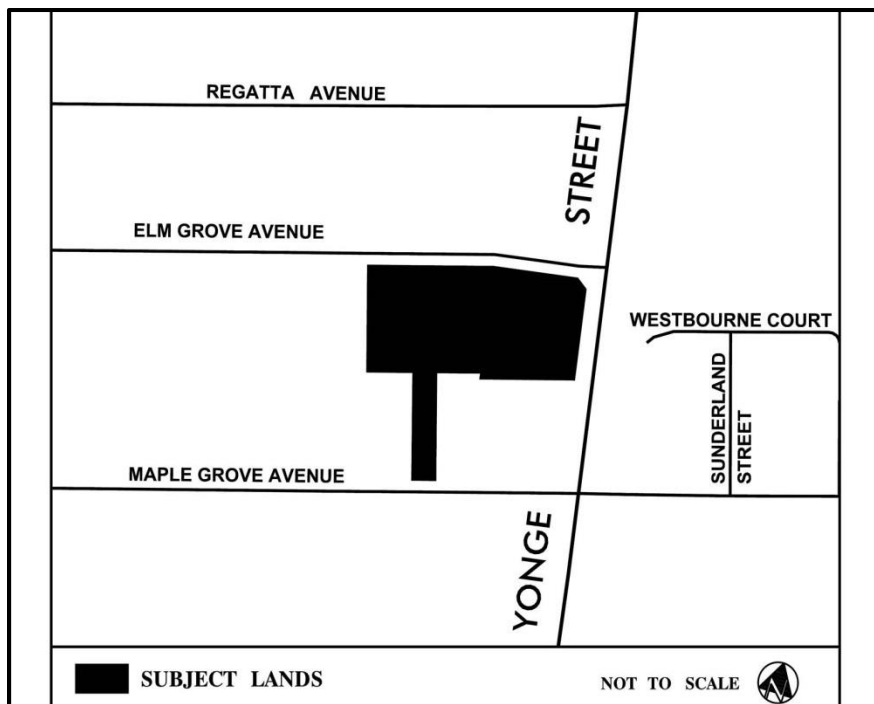 REGATTA AVENUE
STREET
ELM GROVE AVENUE
WESTBOURNE COURT
SUNDERLAND
STREET
MAPLE GROVE AVENUE
YONGE
SUBJECT LANDS
NOT TO SCALE